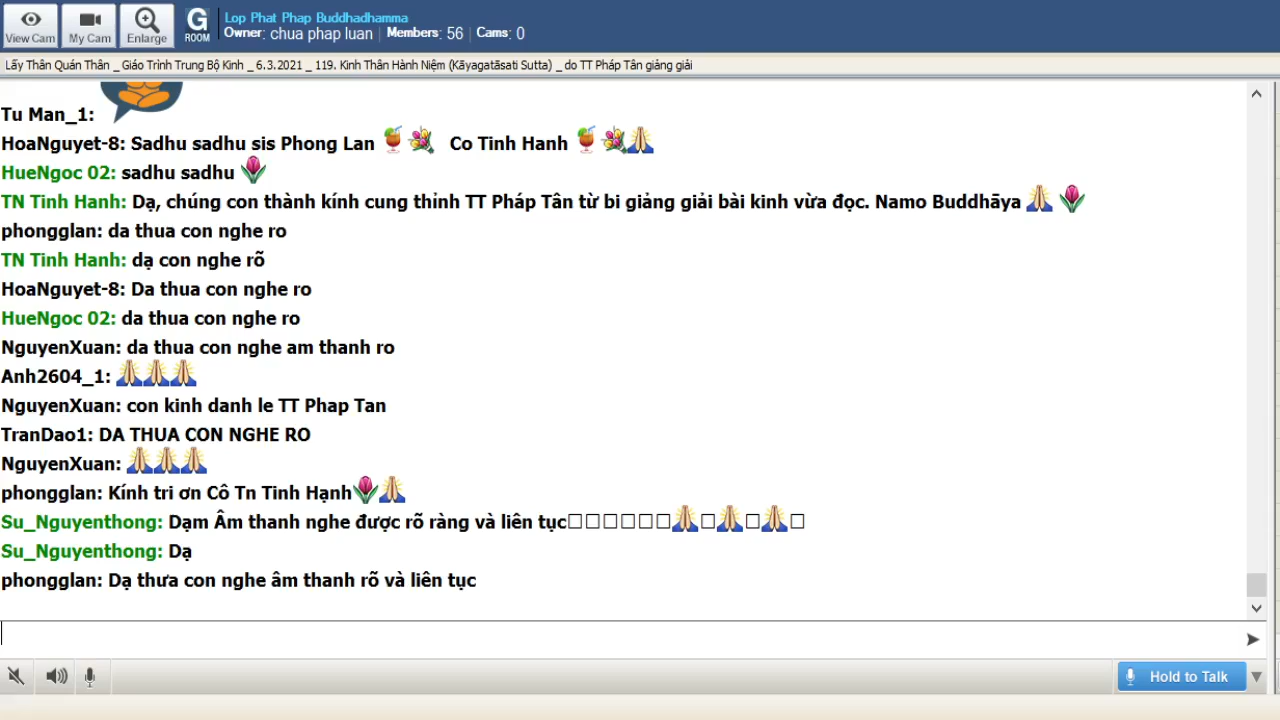 Lop Phat Phap Buddhadhamma
Owner: chua pháp luan | Members: 56 | Cams: 0
View Cam
My Cam
Enlarge
G
ROOM
Lấy Thân Quán Thân _ Giáo Trình Trung Bộ Kinh _ 6.3.2021 _ 119. Kinh Thân Hành Niệm (Kāyagatāsati Sutta) _ do TT Pháp Tân giảng giải
Tu Man_1:
HoaNguyet-8: Sadhu sadhu sis Phong Lan Co Tinh Hanh
HueNgoc 02: sadhu sadhu
TN Tinh Hanh: Dạ, chúng con thành kính cung thỉnh TT Pháp Tân từ bi giảng giải bài kinh vừa đọc. Namo Buddhāya
phongglan: da thua con nghe ro
TN Tinh Hanh: dạ con nghe rõ
HoaNguyet-8: Da thua con nghe ro
HueNgoc 02: da thua con nghe ro
NguyenXuan: da thua con nghe am thanh ro
Anh2604_1:
NguyenXuan: con kinh danh le TT Phap Tan
TranDao1: DA THUA CON NGHE RO
NguyenXuan:
phongglan: Kính tri ơn Cô Tn Tinh Hạnh
Su_Nguyenthong: Dạm Âm thanh nghe được rõ ràng và liên tục
Su_Nguyenthong: Dạ
phongglan: Dạ thưa con nghe âm thanh rõ và liên tục
Hold to Talk